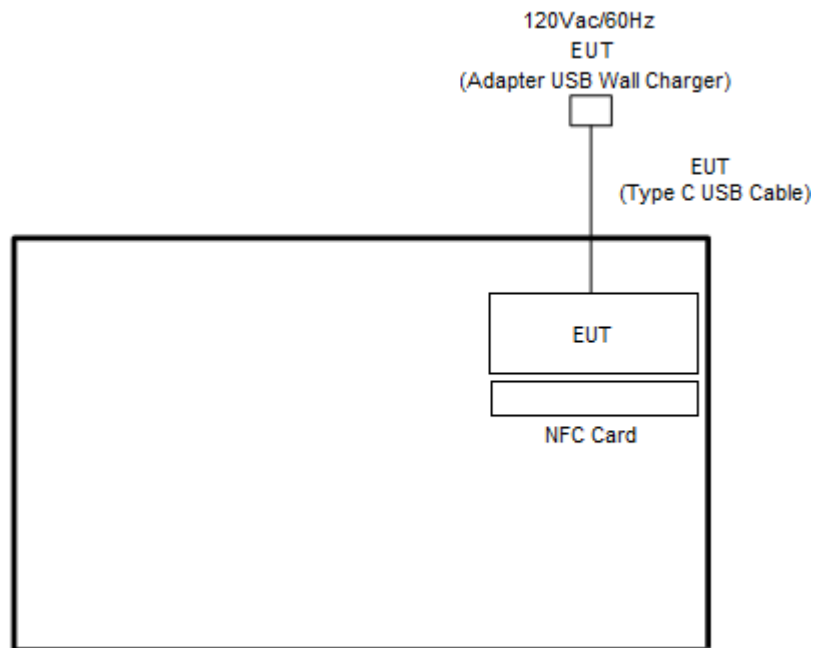 120Vac/60Hz
EUT
(Adapter USB Wall Charger)
EUT
(Type C USB Cable)
EUT
NFC Card